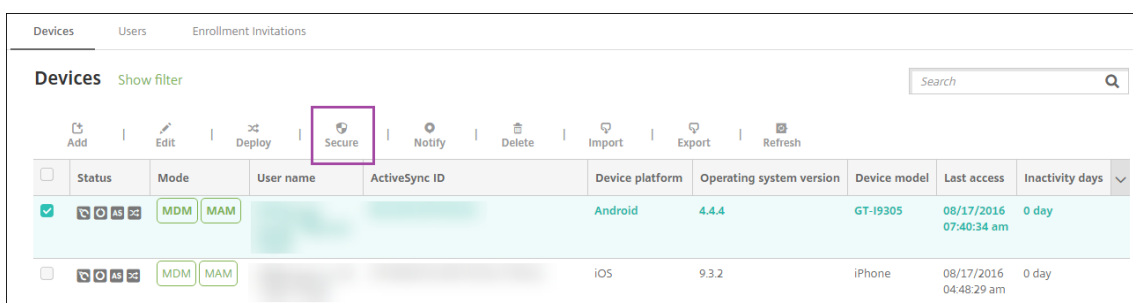 Devices Users Enrollment Invitations
Devices Show filter Search
Add | Edit | Deploy | Secure | Notify | Delete | Import | Export | Refresh
Status Mode User name ActiveSync ID Device platform Operating system version Device model Last access Inactivity days
AS MDM MAM Android 4.4.4 GT-I9305 08/17/2016 0 day
07:40:34 am
AS MDM MAM iOS 9.3.2 iPhone 08/17/2016 0 day
04:48:29 am